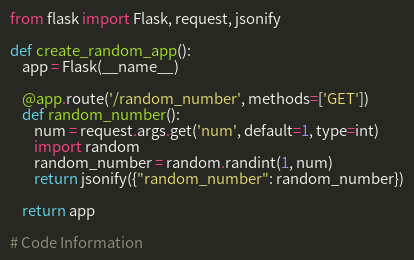 from flask import Flask, request, jsonify
def create_random_app():
    app = Flask(__name__)
    @app.route('/random_number', methods=['GET'])
    def random_number():
        num = request.args.get('num', default=1, type=int)
        import random
        random_number = random.randint(1, num)
        return jsonify({"random_number": random_number})
    return app
# Code Information